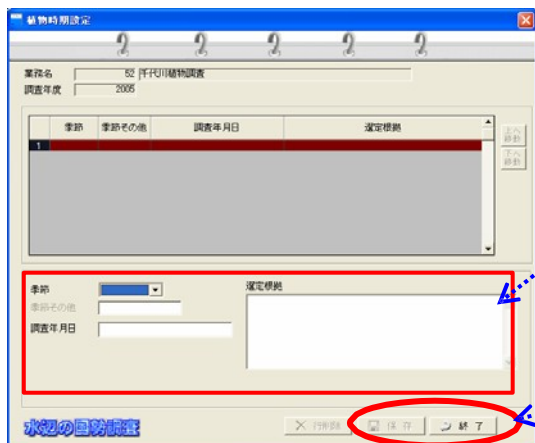 植物時期設定
業務名 52 千代川植物調査
調査年度 2005
季節 季節その他 調査年月日 選定根拠
1
上へ
移動
下へ
移動
季節 選定根拠
季節その他
調査年月日
水辺の国勢調査 行削除 保存 終了